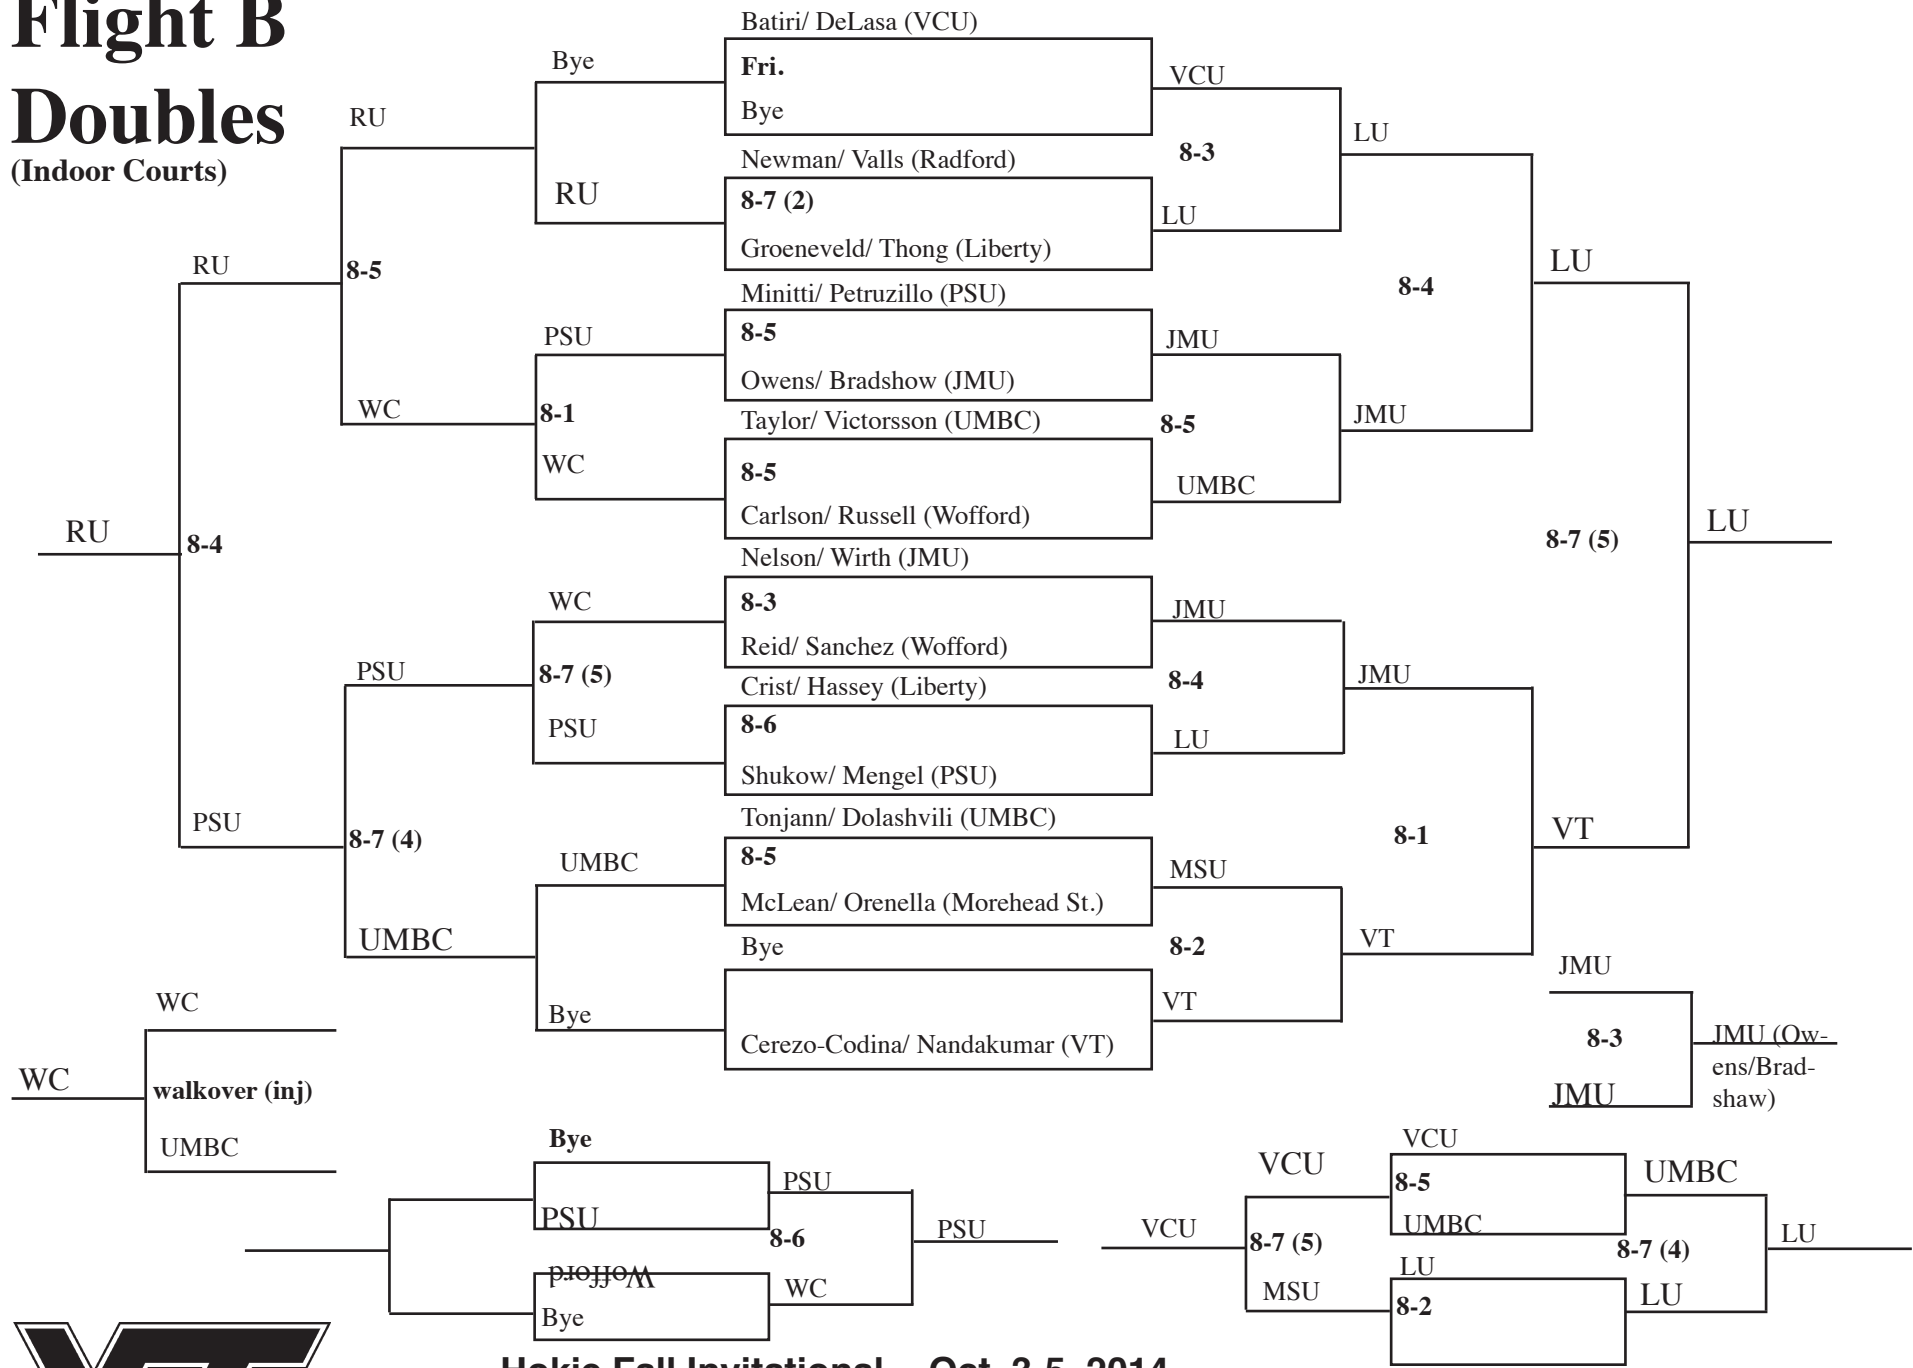 Flight B
Doubles
(Indoor Courts)
Batiri/ DeLasa (VCU)
Fri.
Bye
Newman/ Valls (Radford)
8-7 (2)
Groeneveld/ Thong (Liberty)
Minitti/ Petruzillo (PSU)
8-5
Owens/ Bradshow (JMU)
Taylor/ Victorsson (UMBC)
8-5
Carlson/ Russell (Wofford)
Nelson/ Wirth (JMU)
8-3
Reid/ Sanchez (Wofford)
Crist/ Hassey (Liberty)
8-6
Shukow/ Mengel (PSU)
Tonjann/ Dolashvili (UMBC)
8-5
McLean/ Orenella (Morehead St.)
Bye
Cerezo-Codina/ Nandakumar (VT)
Bye
RU
PSU
8-1
WC
WC
8-7 (5)
PSU
UMBC
Bye
RU
8-5
WC
PSU
8-7 (4)
UMBC
RU
8-4
PSU
RU
VCU
8-3
LU
JMU
8-5
UMBC
JMU
8-4
LU
MSU
8-2
VT
LU
8-4
JMU
JMU
8-1
VT
LU
8-7 (5)
VT
LU
JMU
8-3
JMU
JMU (Ow-
ens/Brad-
shaw)
WC
WC
walkover (inj)
UMBC
Bye
PSU
Wofford
Bye
PSU
8-6
WC
PSU
VCU
VCU
8-7 (5)
MSU
VCU
8-5
UMBC
LU
8-2
UMBC
8-7 (4)
LU
LU
Hokie Fall Invitational
Oct. 3-5, 2014